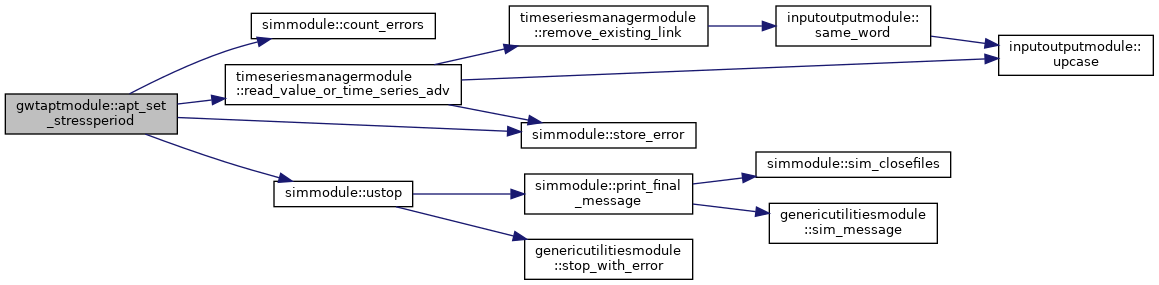 gwtaptmodule::apt_set
_stressperiod
simmodule::count_errors
timeseriesmanagermodule
::read_value_or_time_series_adv
simmodule::ustop
timeseriesmanagermodule
::remove_existing_link
simmodule::store_error
simmodule::print_final
_message
genericutilitiesmodule
::stop_with_error
inputoutputmodule::
same_word
simmodule::sim_closefiles
genericutilitiesmodule
::sim_message
inputoutputmodule::
upcase